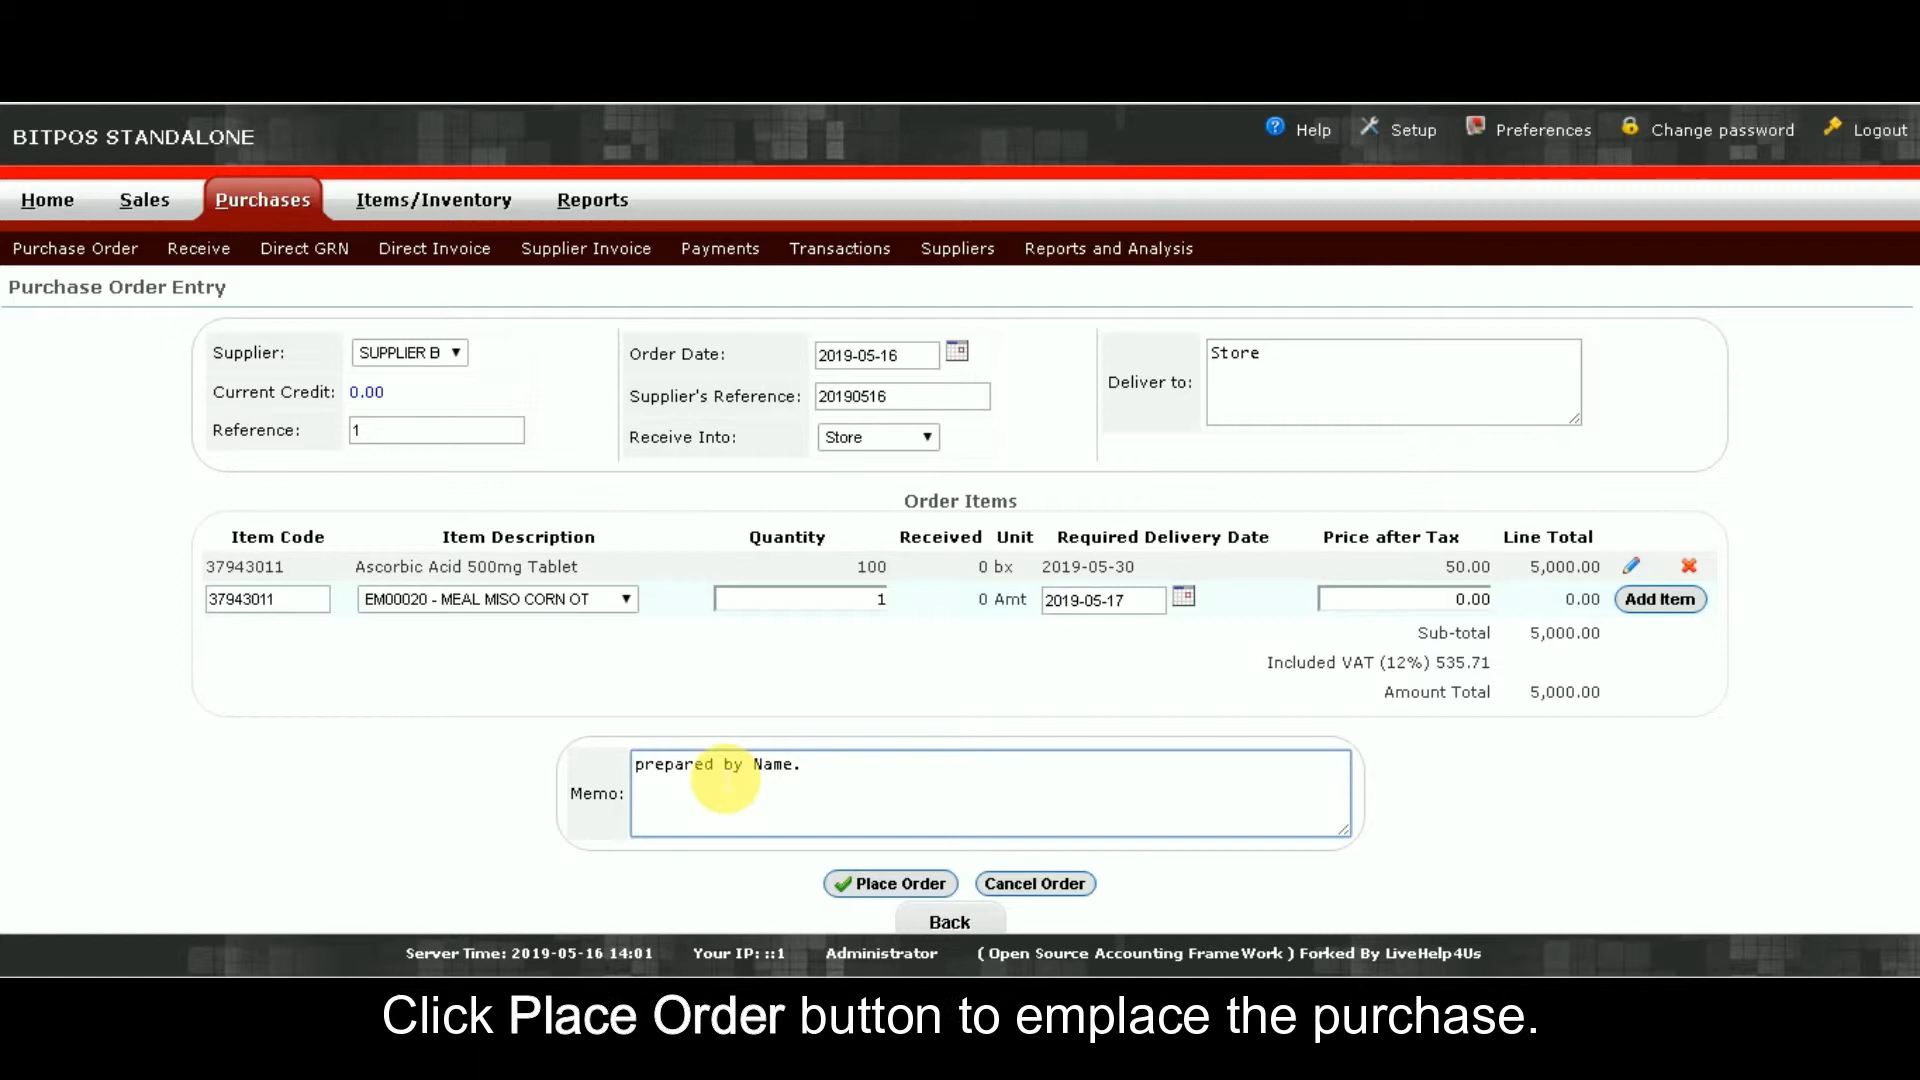 BITPOS STANDALONE
Help Setup Preferences Change password Logout
Home Sales Purchases Items/Inventory Reports
Purchase Order Receive Direct GRN Direct Invoice Supplier Invoice Payments Transactions Suppliers Reports and Analysis
Purchase Order Entry
Supplier: SUPPLIER B Order Date: 2019-05-16 Deliver to: Store
Current Credit: 0.00 Supplier's Reference: 20190516
Reference: 1 Receive Into: Store
Order Items
Item Code Item Description Quantity Received Unit Required Delivery Date Price after Tax Line Total
37943011 Ascorbic Acid 500mg Tablet 100 0 bx 2019-05-30 50.00 5,000.00
37943011 EM00020 - MEAL MISO CORN OT 1 0 Amt 2019-05-17 0.00 0.00 Add Item
Sub-total 5,000.00
Included VAT (12%) 535.71
Amount Total 5,000.00
Memo: prepared by Name.
Place Order Cancel Order
Back
Server Time: 2019-05-16 14:01 Your IP: ::1 Administrator ( Open Source Accounting FrameWork ) Forked By LiveHelp4Us
Click Place Order button to emplace the purchase.